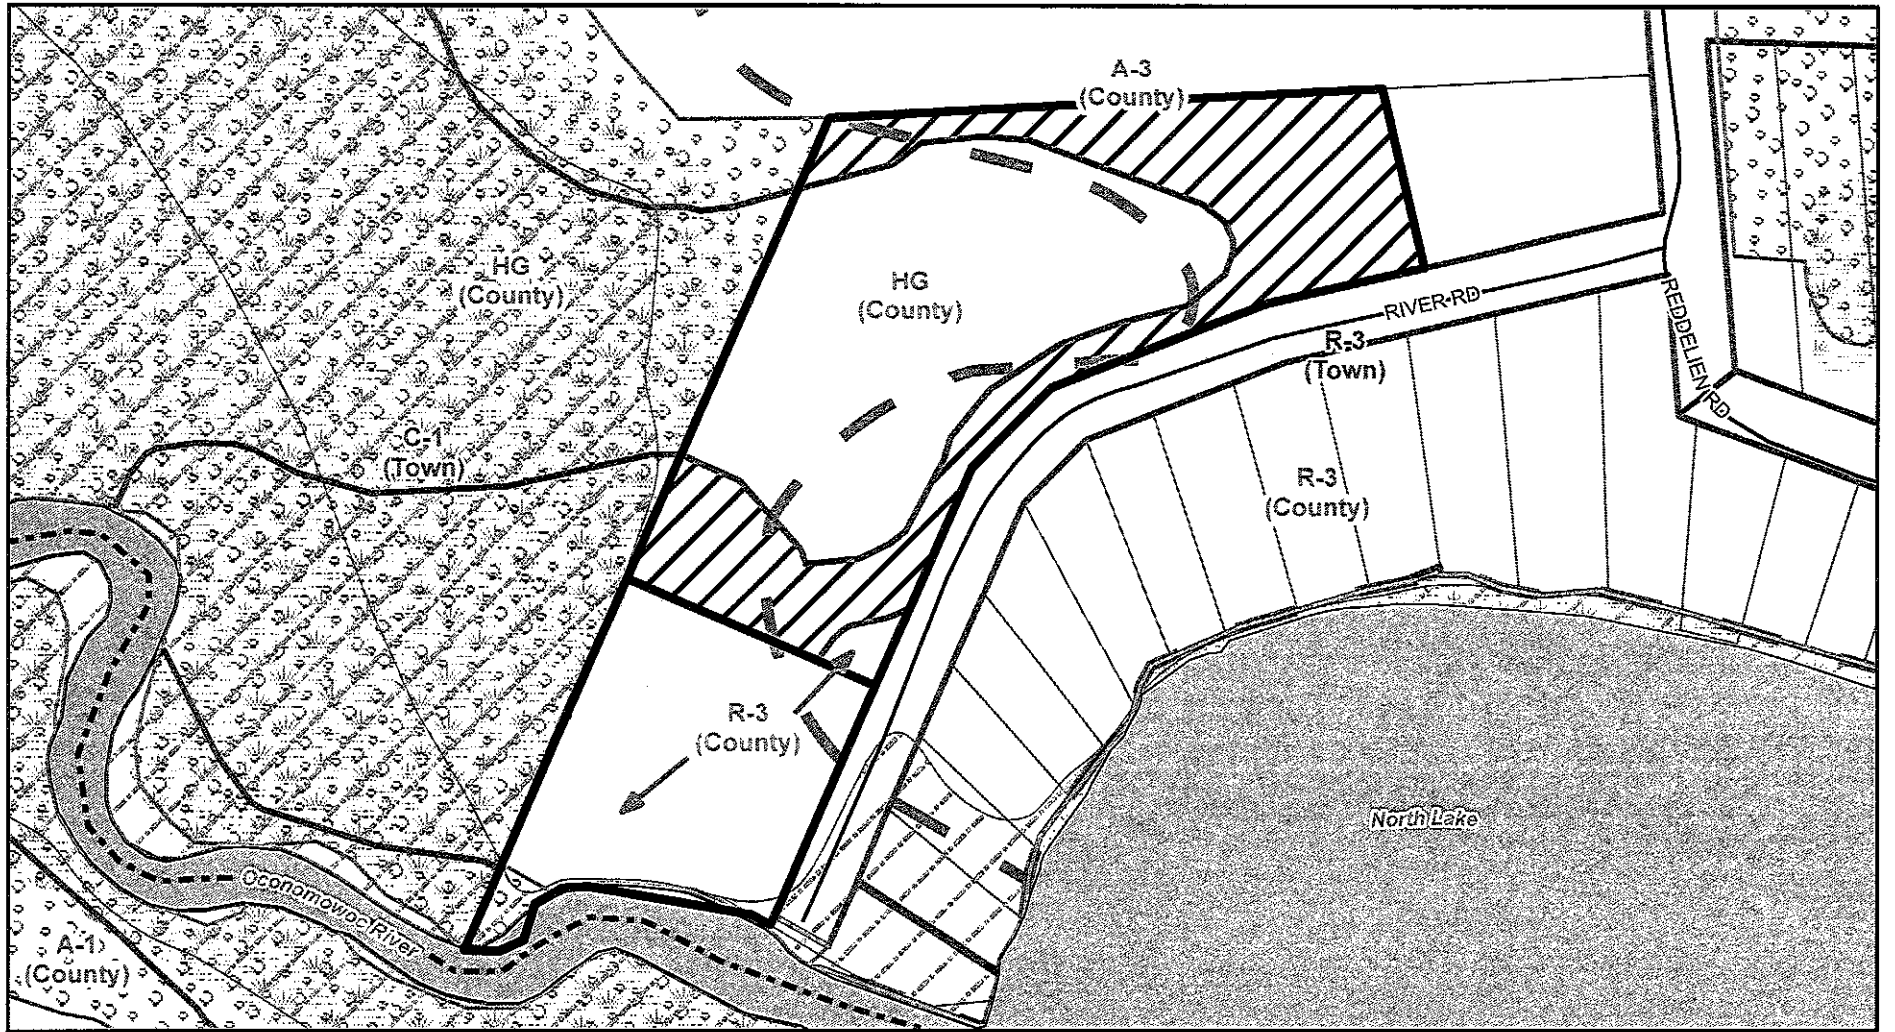 A-3
(County)
HG
(County)
HG
(County)
RIVER RD
R-3
(Town)
REDDELIEN RD
C-1
(Town)
R-3
(County)
R-3
(County)
North Lake
Oconomowoc River
A-1
(County)